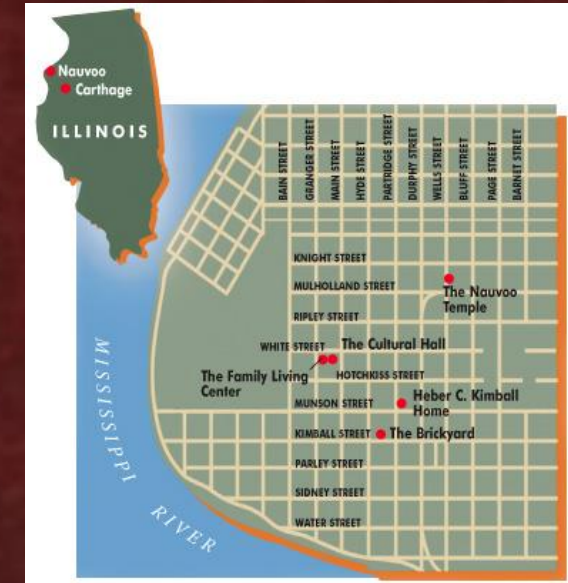 Nauvoo
Carthage
ILLINOIS
BAIN STREET
GRANGER STREET
MAIN STREET
HYDE STREET
PARTRIDGE STREET
DURPHY STREET
WELLS STREET
BLUFF STREET
PAGE STREET
BARNET STREET
KNIGHT STREET
MULHOLLAND STREET
The Nauvoo
Temple
RIPLEY STREET
WHITE STREET
The Cultural Hall
The Family Living
Center
HOTCHKISS STREET
MUNSON STREET
Heber C. Kimball
Home
KIMBALL STREET
The Brickyard
PARLEY STREET
SIDNEY STREET
WATER STREET
MISSISSIPPI
RIVER